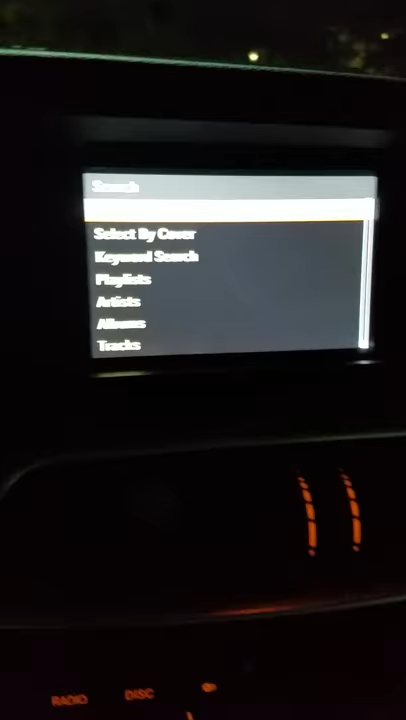 Search
Select By Cover
Keyword Search
Playlists
Artists
Albums
Tracks
RADIO
DISC